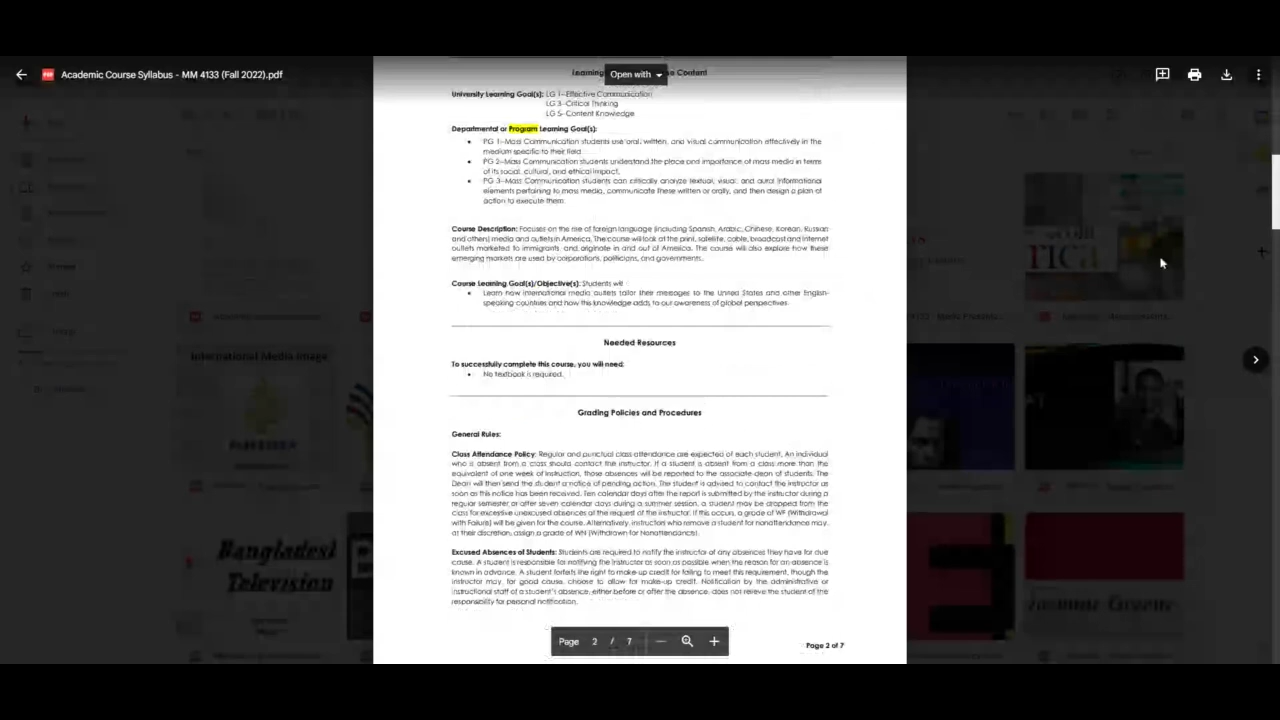 Academic Course Syllabus - MM 4133 (Fall 2022).pdf
Open with
Learning
Content
University Learning Goal(s): LG 1--Effective Communication
LG 3--Critical Thinking
LG 5--Content Knowledge
Departmental or Program Learning Goal(s):
• PG 1--Mass Communication students use oral, written, and visual communication effectively in the
medium specific to their field.
• PG 2--Mass Communication students understand the place and importance of mass media in term
of its social, cultural, and ethical impact.
• PG 3--Mass Communication students can critically analyze textual, visual, and aural informational
elements pertaining to mass media, communicate these written or orally, and then design a plan of
action to execute them.
Course Description: Focuses on the rise of foreign language (including Spanish, Arabic, Chinese, Korean, Russian
and others) media and outlets in America. The course will look at the print, satellite, cable, broadcast and internet
outlets marketed to immigrants, and originate in and out of America. The course will also explore how these
emerging markets are used by corporations, politicians, and governments.
Course Learning Goal(s)/Objective(s): Students will
• Learn how international media outlets tailor their messages to the United States and other English-
speaking countries and how this knowledge adds to our awareness of global perspectives.
Needed Resources
To successfully complete this course, you will need:
• No textbook is required.
Grading Policies and Procedures
General Rules:
Class Attendance Policy: Regular and punctual class attendance are expected of each student. An individual
who is absent from a class should contact the instructor. If a student is absent from a class more than the
equivalent of one week of instruction, those absences will be reported to the associate dean of students. The
Dean will then send the student a notice of pending action. The student is advised to contact the instructor as
soon as this notice has been received. Ten calendar days after the report is submitted by the instructor during a
regular semester or after seven calendar days during a summer session, a student may be dropped from the
class for excessive unexcused absences at the request of the instructor. If this occurs, a grade of WF (Withdrawal
with Failure) will be given for the course. Alternatively, instructors who remove a student for nonattendance may,
at their discretion, assign a grade of WN (Withdrawn for Nonattendance).
Excused Absences of Students: Students are required to notify the instructor of any absences they have for due
cause. A student is responsible for notifying the instructor as soon as possible when the reason for an absence is
known in advance. A student forfeits the right to make-up credit for failing to meet this requirement, though the
instructor may, for good cause, choose to allow for make-up credit. Notification by the administrative or
instructional staff of a student's absence, either before or after the absence, does not relieve the student of the
responsibility for personal notification.
Page 2 / 7
Page 2 of 7
International Media Image
Bangladesh
Television
TICA
Jasmine Greene